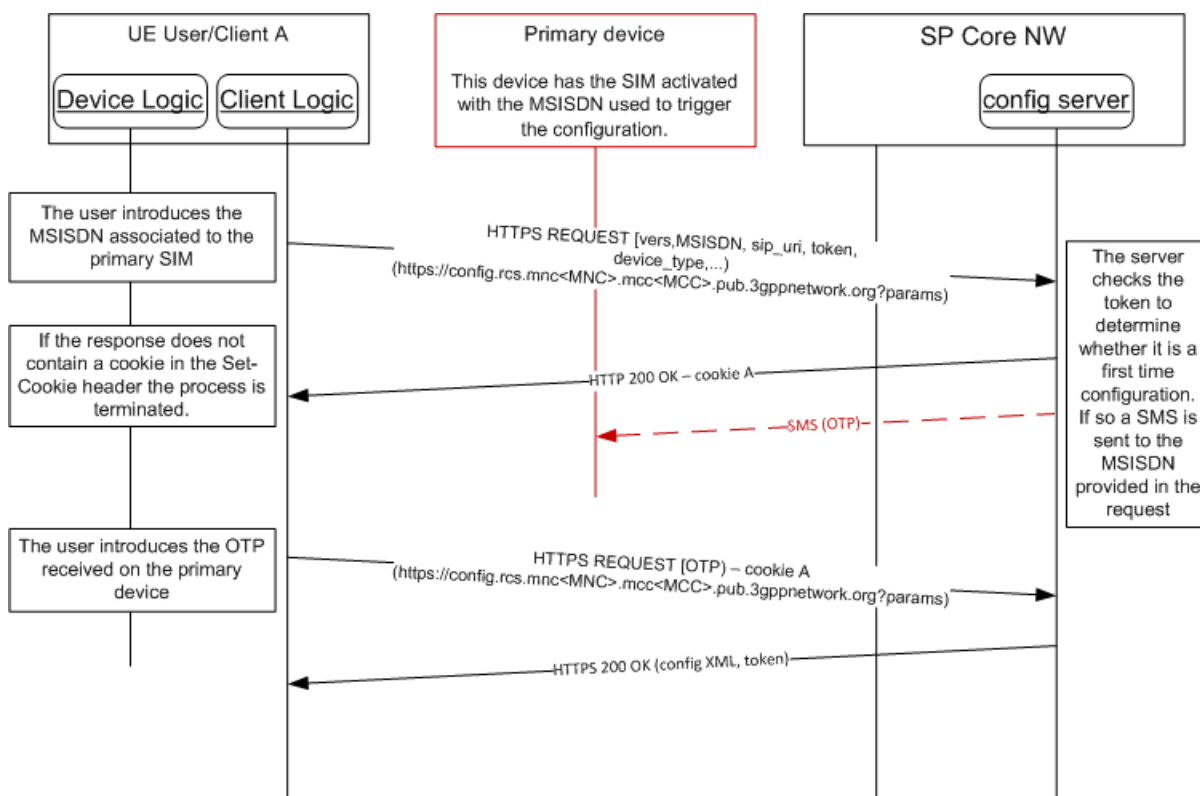 UE User/Client A
Device Logic
Client Logic
Primary device
This device has the SIM activated
with the MSISDN used to trigger
the configuration.
SP Core NW
config server
The user introduces the
MSISDN associated to the
primary SIM
HTTPS REQUEST [vers,MSISDN, sip_uri, token,
device_type,...)
(https://config.rcs.mnc<MNC>.mcc<MCC>.pub.3gppnetwork.org?params)
The server
checks the
token to
determine
whether it is a
first time
configuration.
If so a SMS is
sent to the
MSISDN
provided in the
request
If the response does not
contain a cookie in the Set-
Cookie header the process is
terminated.
HTTP 200 OK – cookie A
SMS (OTP)
The user introduces the OTP
received on the primary
device
HTTPS REQUEST [OTP) – cookie A
(https://config.rcs.mnc<MNC>.mcc<MCC>.pub.3gppnetwork.org?params)
HTTPS 200 OK (config XML, token)